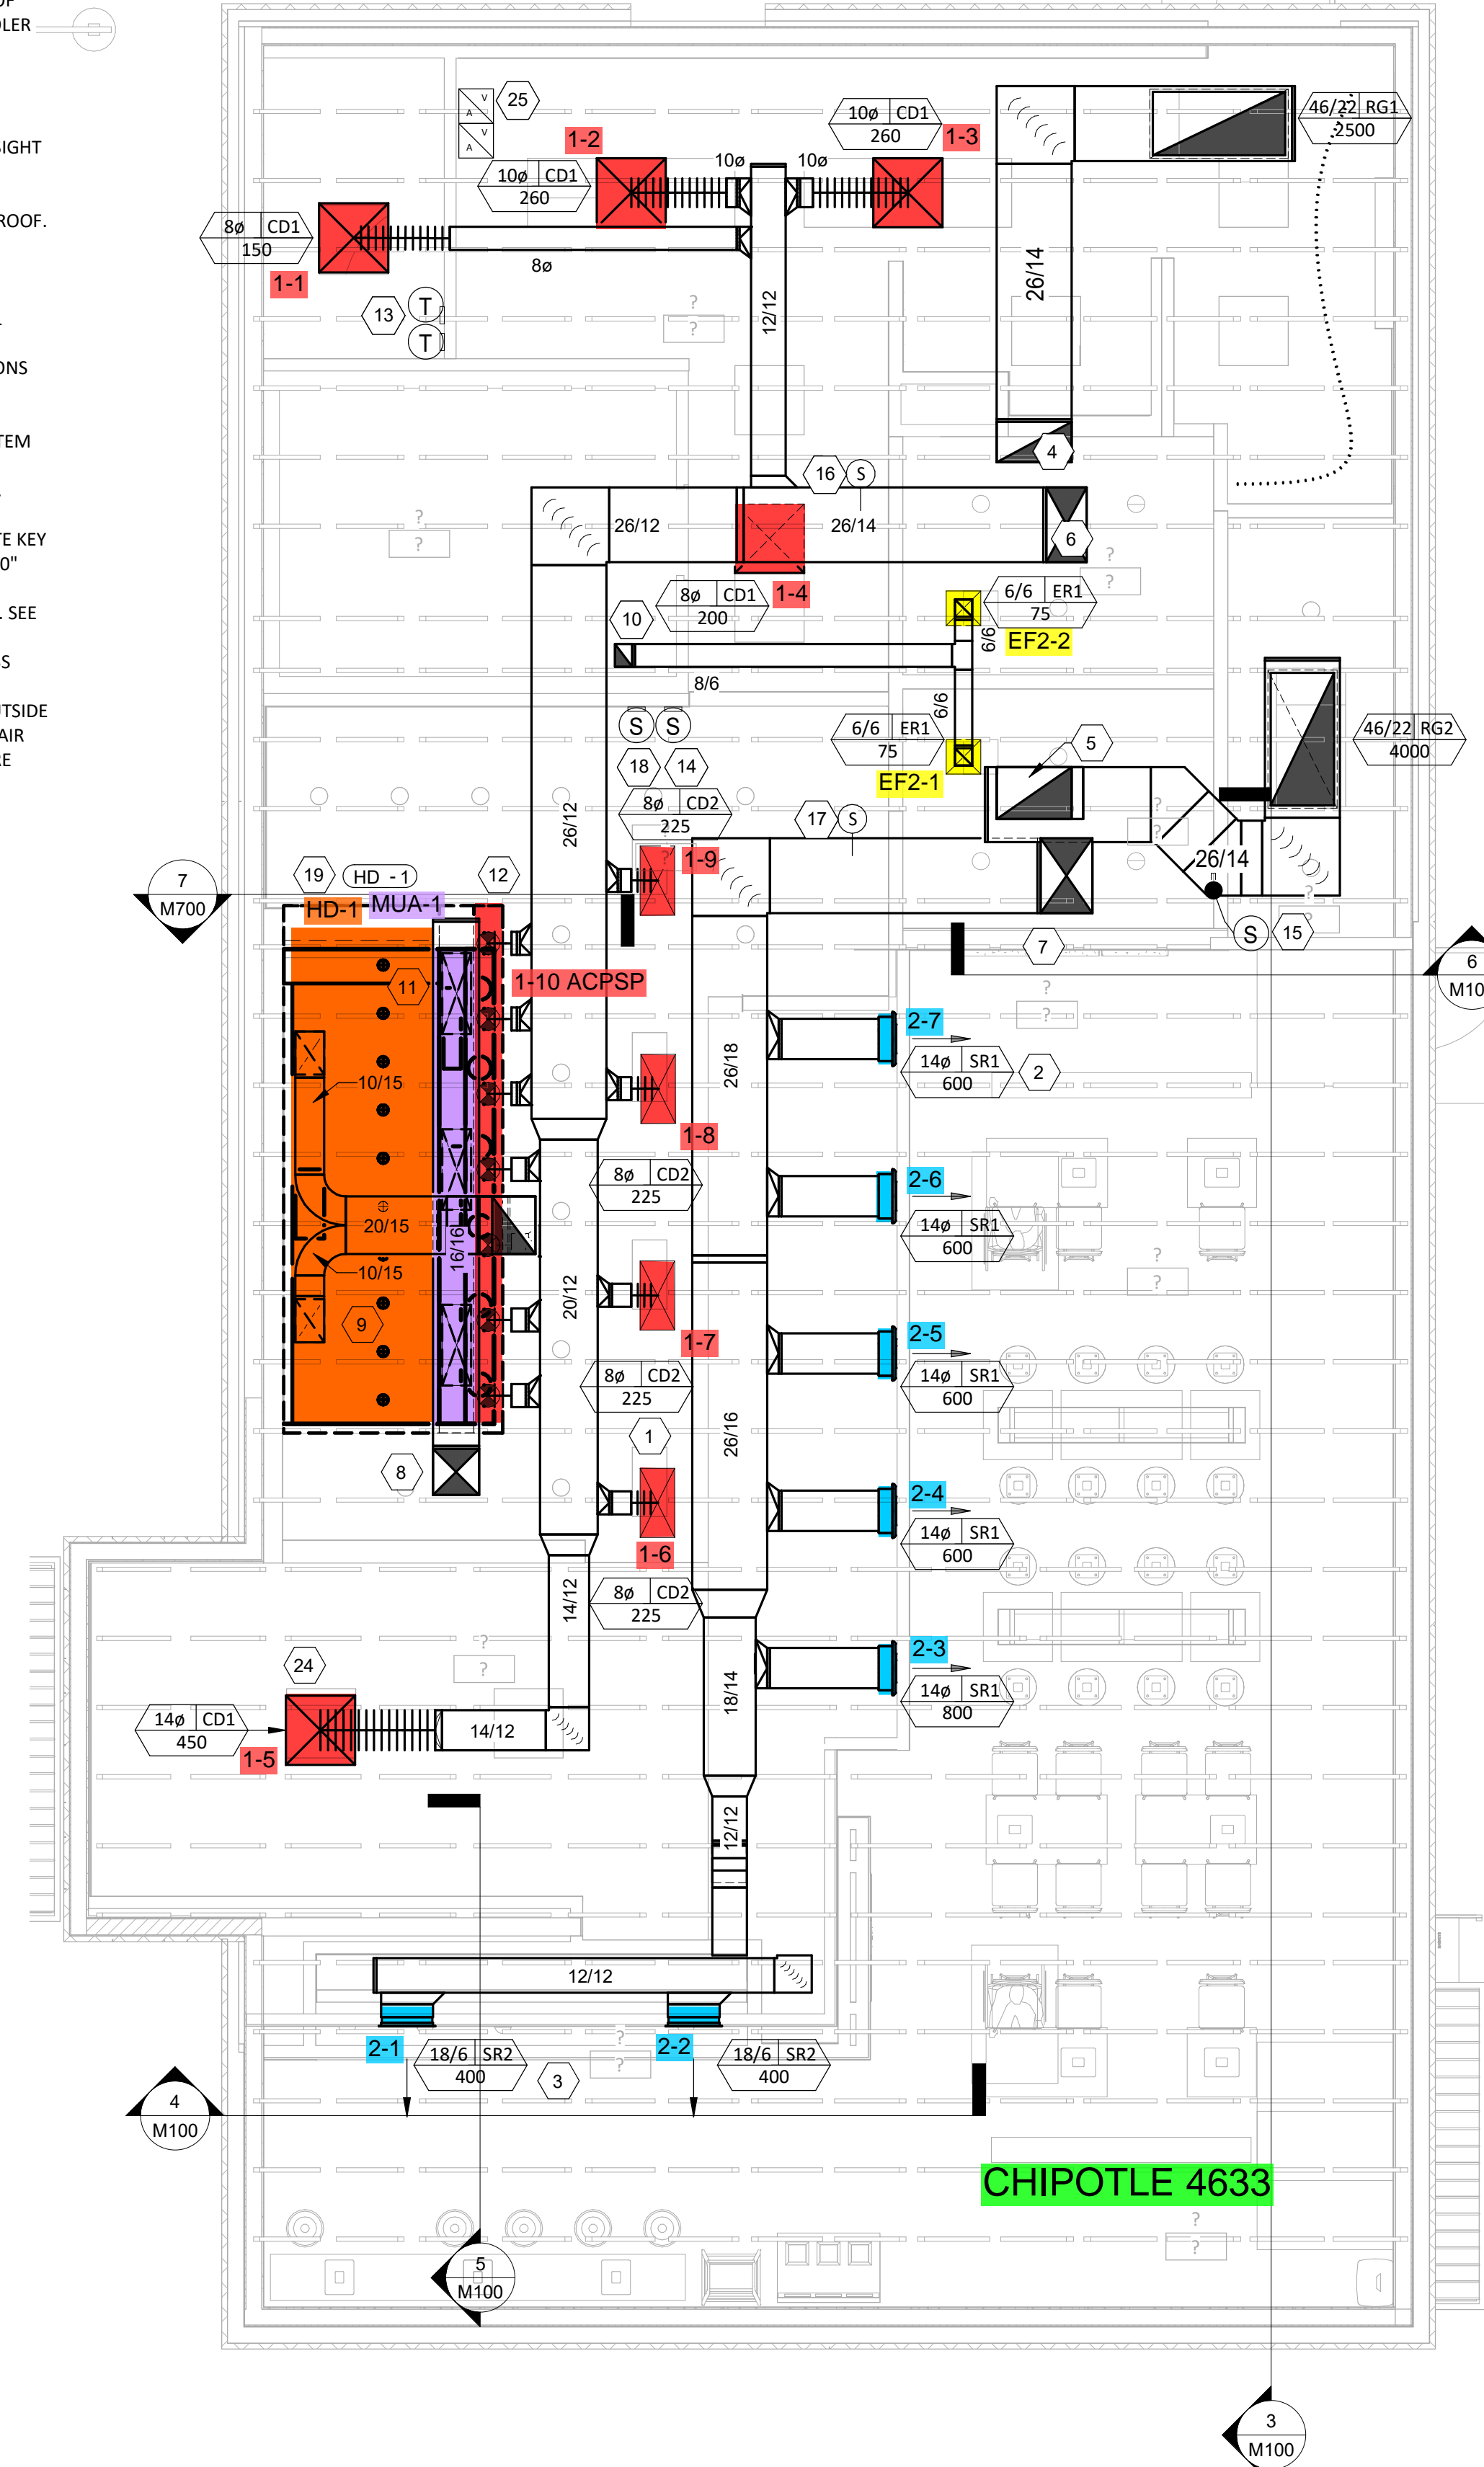 OF
DLER
SIGHT
ROOF.
ONS
TEM
TE KEY
0"
. SEE
S
UTSIDE
AIR
RE
V
A
V
A
25
10ø CD1
260
1-2
10ø CD1
260
1-3
10ø
10ø
46/22 RG1
2500
8ø CD1
150
1-1
8ø
13
T
T
12/12
26/14
4
16
S
26/12
26/14
6
?
?
?
?
?
?
8ø CD1
200
1-4
10
6/6 ER1
75
EF2-2
6/6
8/6
6/6
6/6 ER1
75
EF2-1
5
46/22 RG2
4000
S
S
18
14
8ø CD2
225
1-9
17
S
26/14
26/12
?
?
?
?
7
M700
19
HD - 1
12
HD-1
MUA-1
11
1-10 ACPSP
S
15
7
6
M10
?
?
2-7
14ø SR1
600
2
26/18
10/15
1-8
8ø CD2
225
2-6
14ø SR1
600
20/15
16/16
10/15
?
?
9
20/12
1-7
8ø CD2
225
2-5
14ø SR1
600
1
26/16
8
2-4
14ø SR1
600
1-6
8ø CD2
225
14/12
24
?
?
2-3
14ø SR1
800
18/14
14ø CD1
450
1-5
14/12
12/12
12/12
2-1
18/6 SR2
400
3
?
?
2-2
18/6 SR2
400
4
M100
CHIPOTLE 4633
?
?
5
M100
3
M100